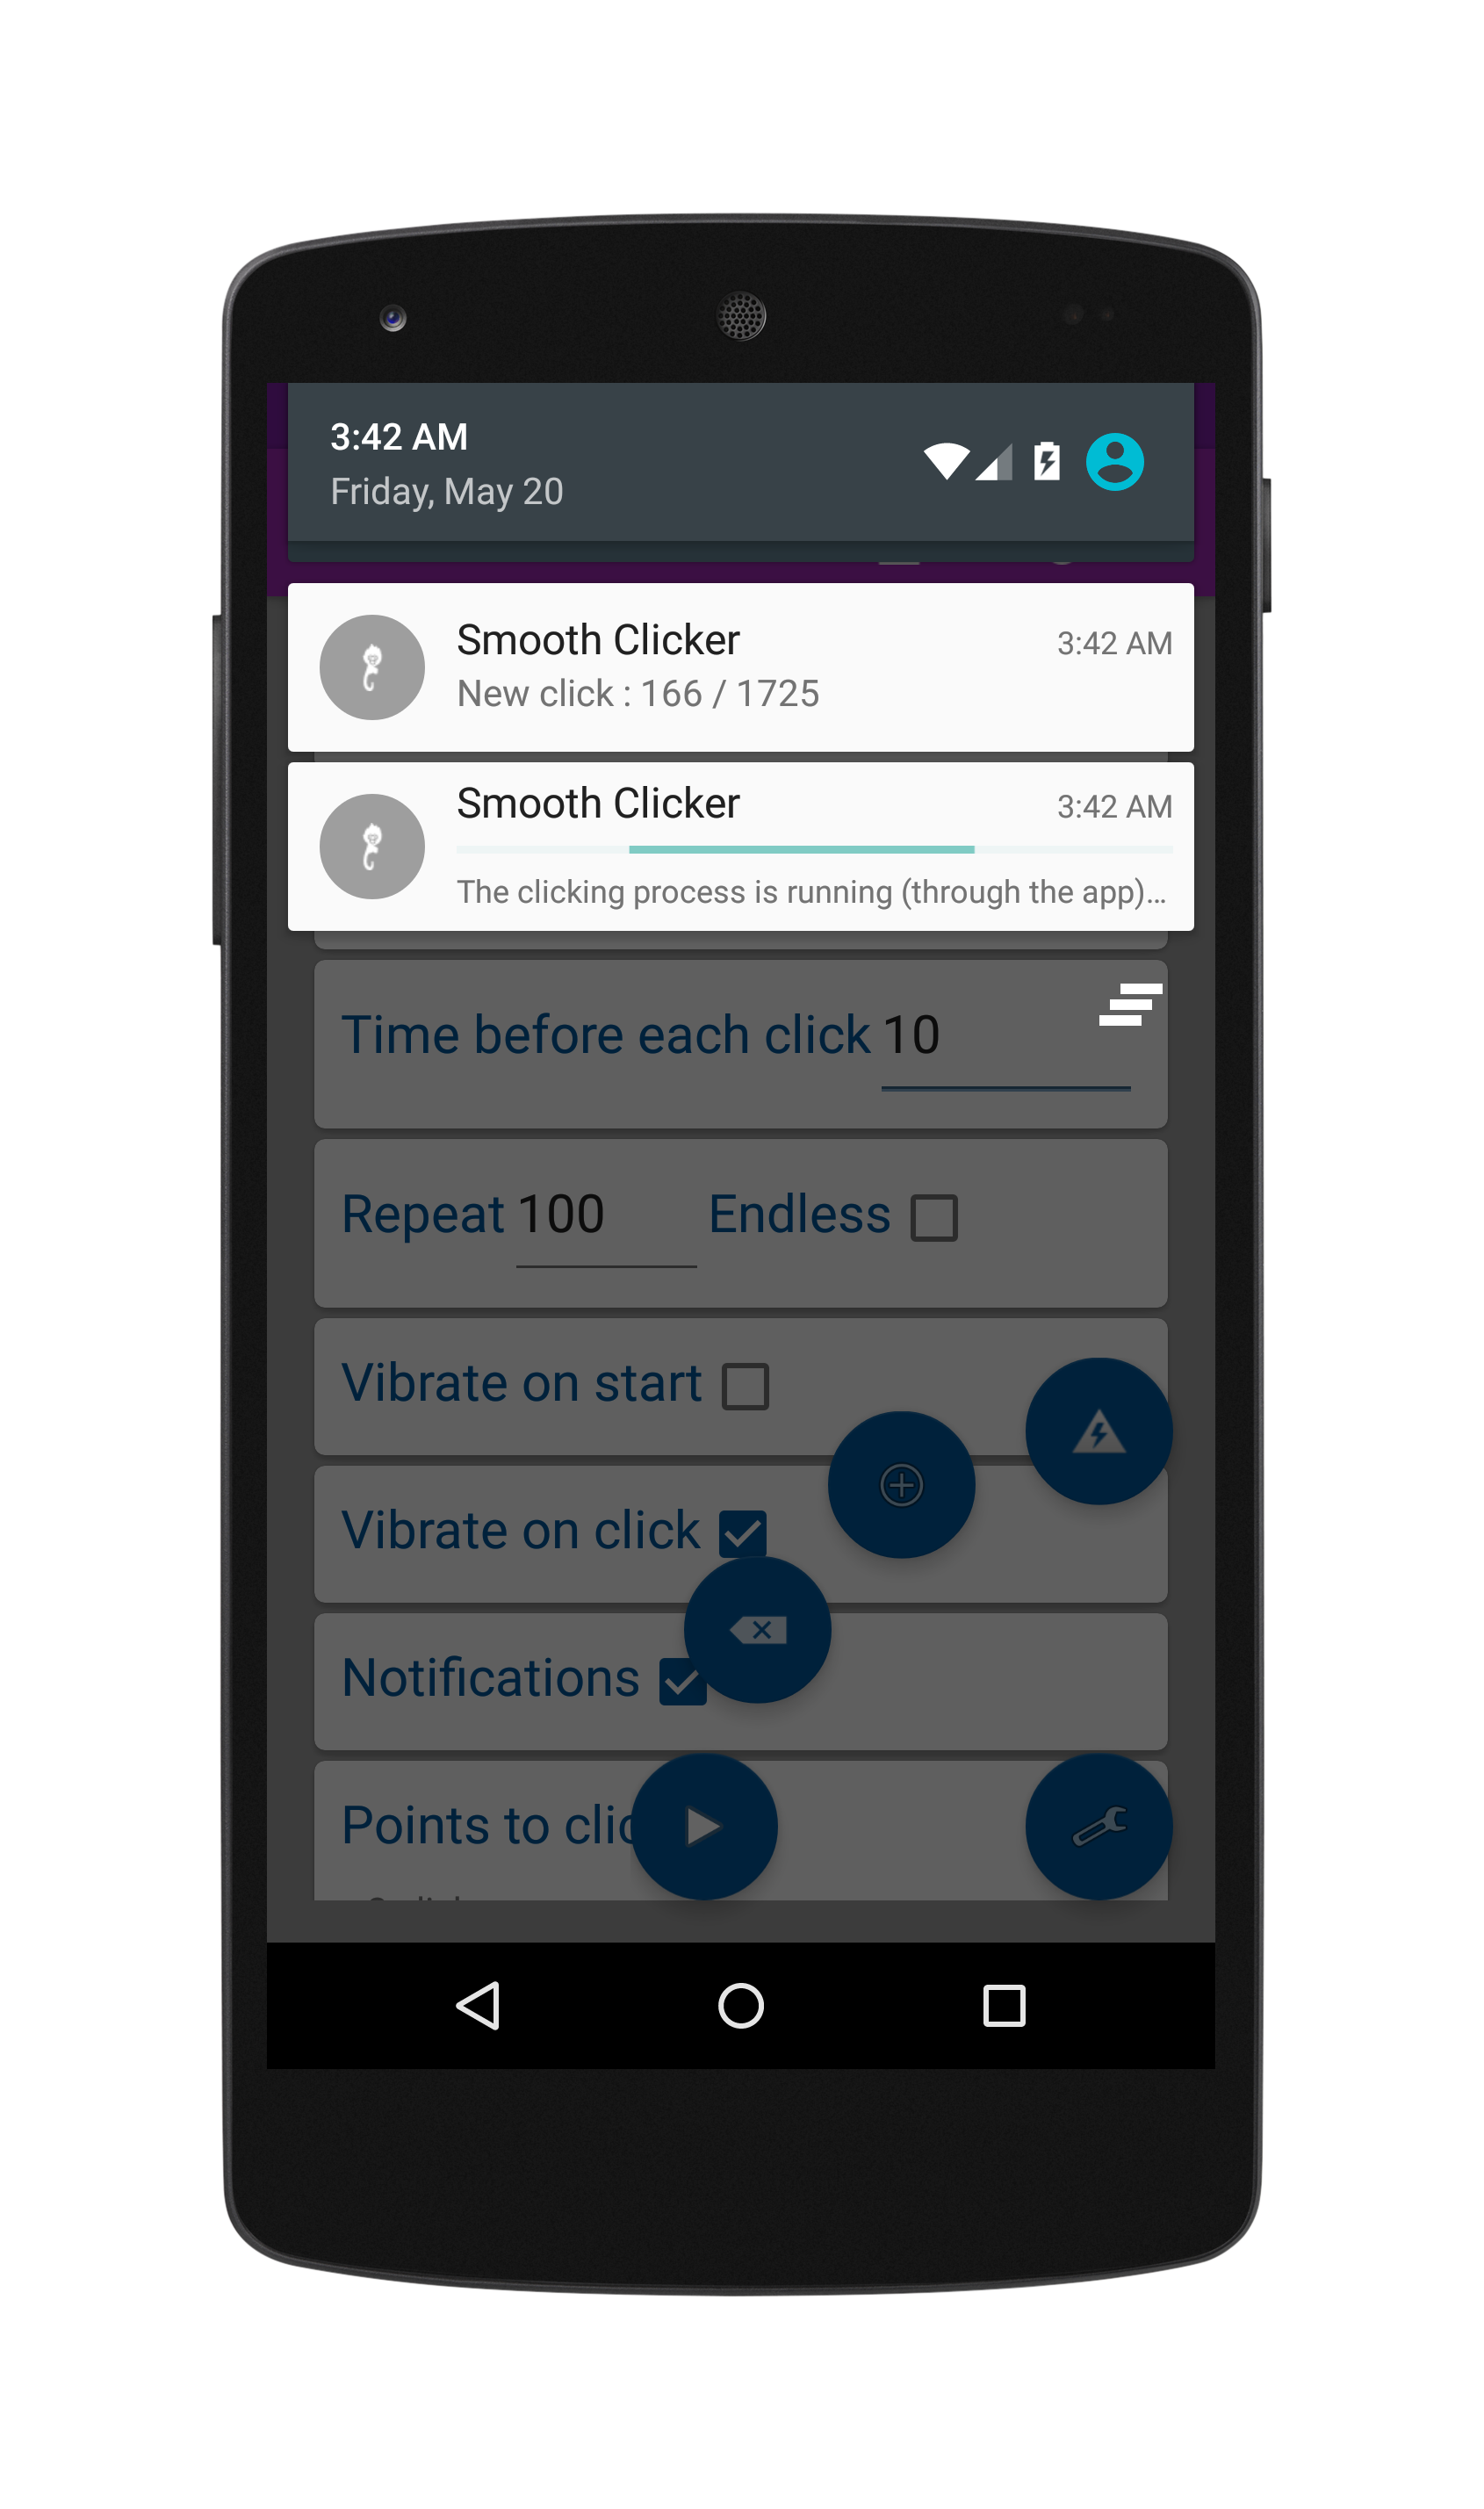 3:42 AM
Friday, May 20
Smooth Clicker 3:42 AM
New click : 166 / 1725
Smooth Clicker 3:42 AM
The clicking process is running (through the app)...
Time before each click 10
Repeat 100 Endless
Vibrate on start
Vibrate on click
Notifications
Points to